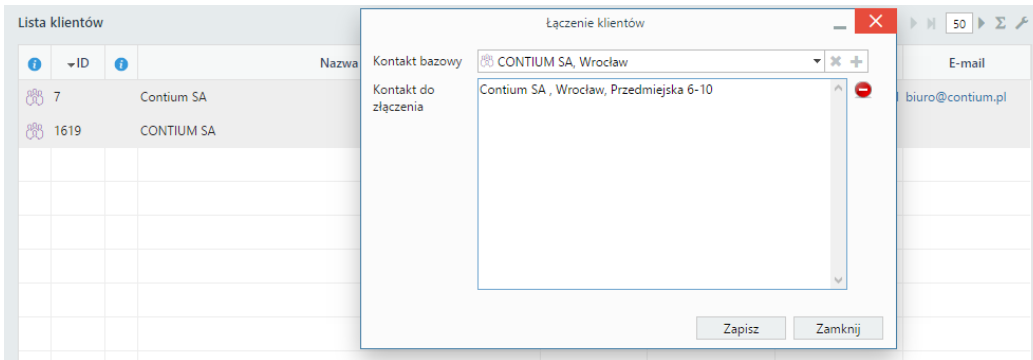 Lista klientów
50
ID
Nazwa
E-mail
7
Contium SA
biuro@contium.pl
1619
CONTIUM SA
Łączenie klientów
Kontakt bazowy
CONTIUM SA, Wrocław
Kontakt do
złączenia
Contium SA , Wrocław, Przedmiejska 6-10
Zapisz
Zamknij